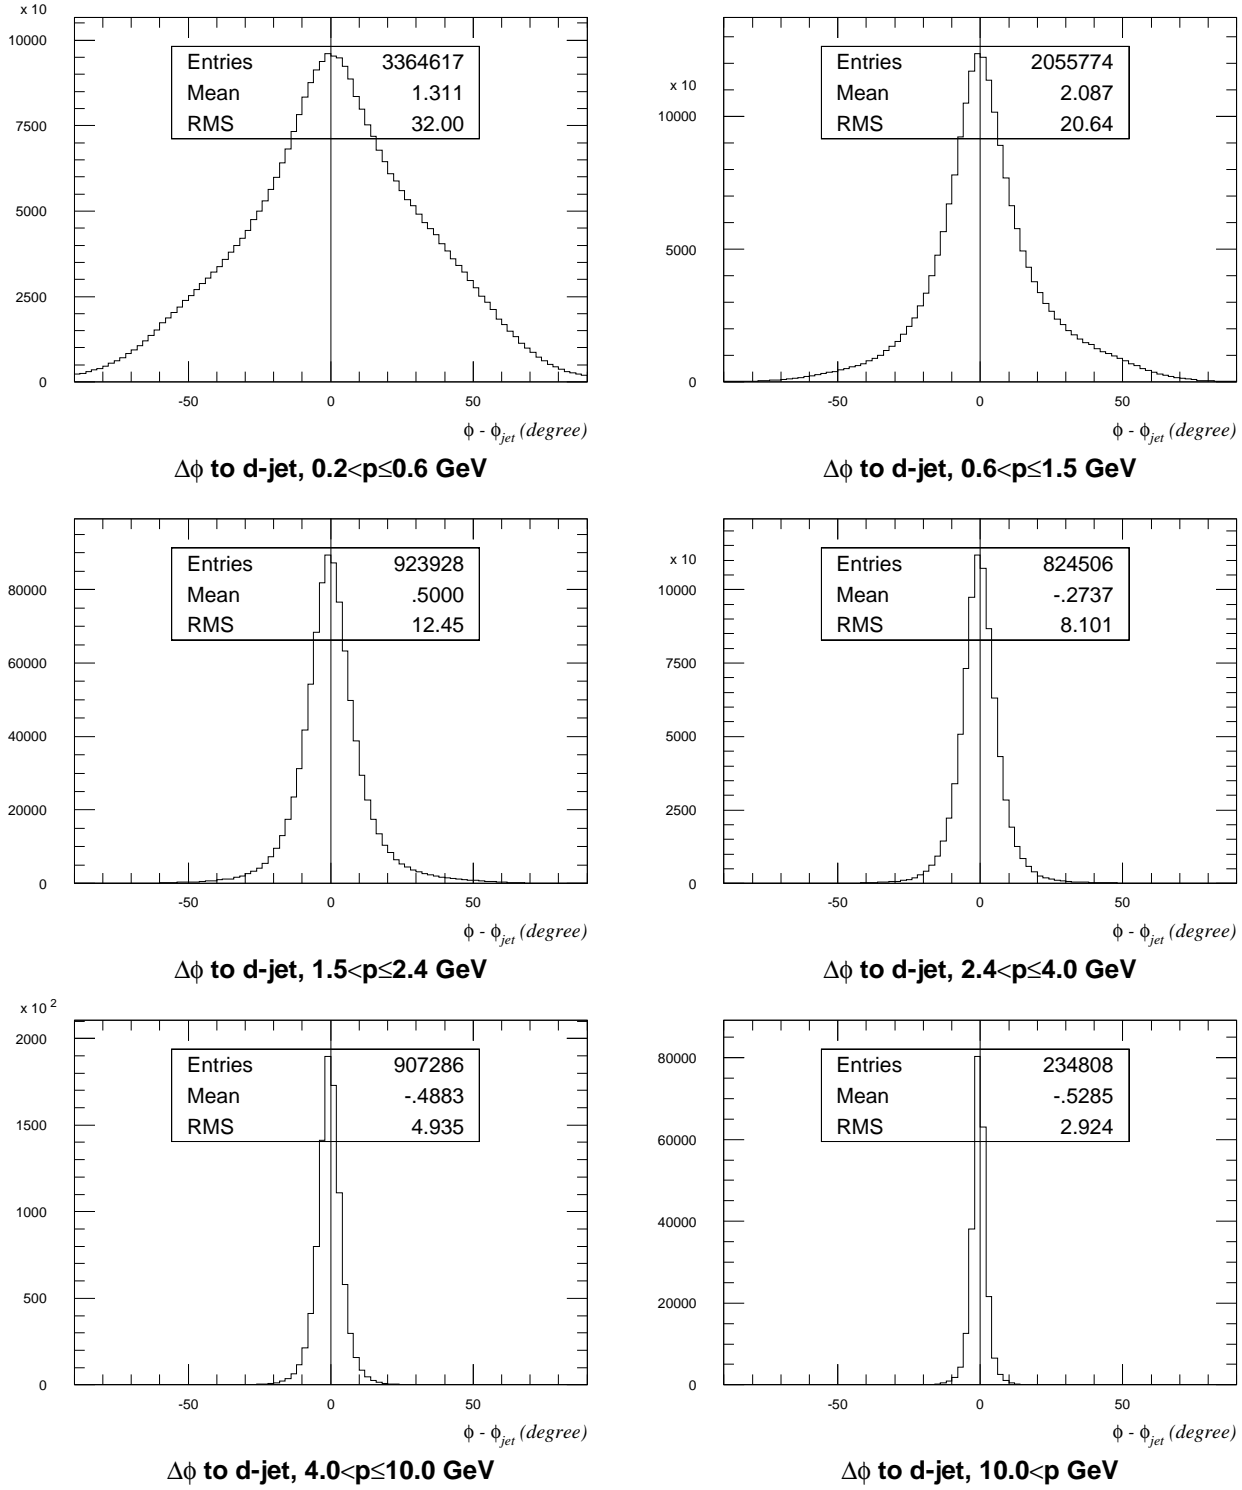 x 10
10000
7500
5000
2500
0
Entries 3364617
Mean 1.311
RMS 32.00
-50 0 50
ϕ - ϕjet (degree)
Δϕ to d-jet, 0.2<p≤0.6 GeV
x 10
10000
5000
0
Entries 2055774
Mean 2.087
RMS 20.64
-50 0 50
ϕ - ϕjet (degree)
Δϕ to d-jet, 0.6<p≤1.5 GeV
80000
60000
40000
20000
0
Entries 923928
Mean .5000
RMS 12.45
-50 0 50
ϕ - ϕjet (degree)
Δϕ to d-jet, 1.5<p≤2.4 GeV
x 10
10000
7500
5000
2500
0
Entries 824506
Mean -.2737
RMS 8.101
-50 0 50
ϕ - ϕjet (degree)
Δϕ to d-jet, 2.4<p≤4.0 GeV
x 10 2
2000
1500
1000
500
0
Entries 907286
Mean -.4883
RMS 4.935
-50 0 50
ϕ - ϕjet (degree)
Δϕ to d-jet, 4.0<p≤10.0 GeV
80000
60000
40000
20000
0
Entries 234808
Mean -.5285
RMS 2.924
-50 0 50
ϕ - ϕjet (degree)
Δϕ to d-jet, 10.0<p GeV